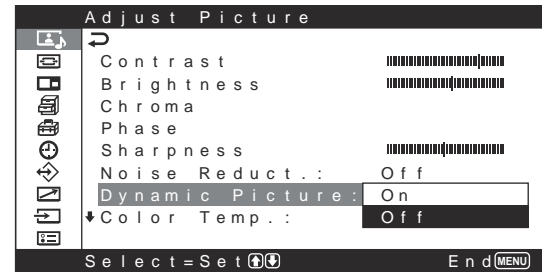 Adjust Picture
Contrast
Brightness
Chroma
Phase
Sharpness
Noise Reduct.: Off
Dynamic Picture: On
Color Temp.: Off
Select=Set End MENU